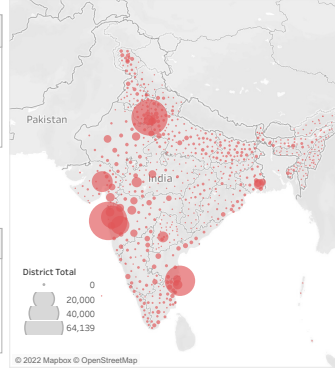 Pakistan
India
District Total
0
20,000
40,000
64,139
© 2022 Mapbox © OpenStreetMap